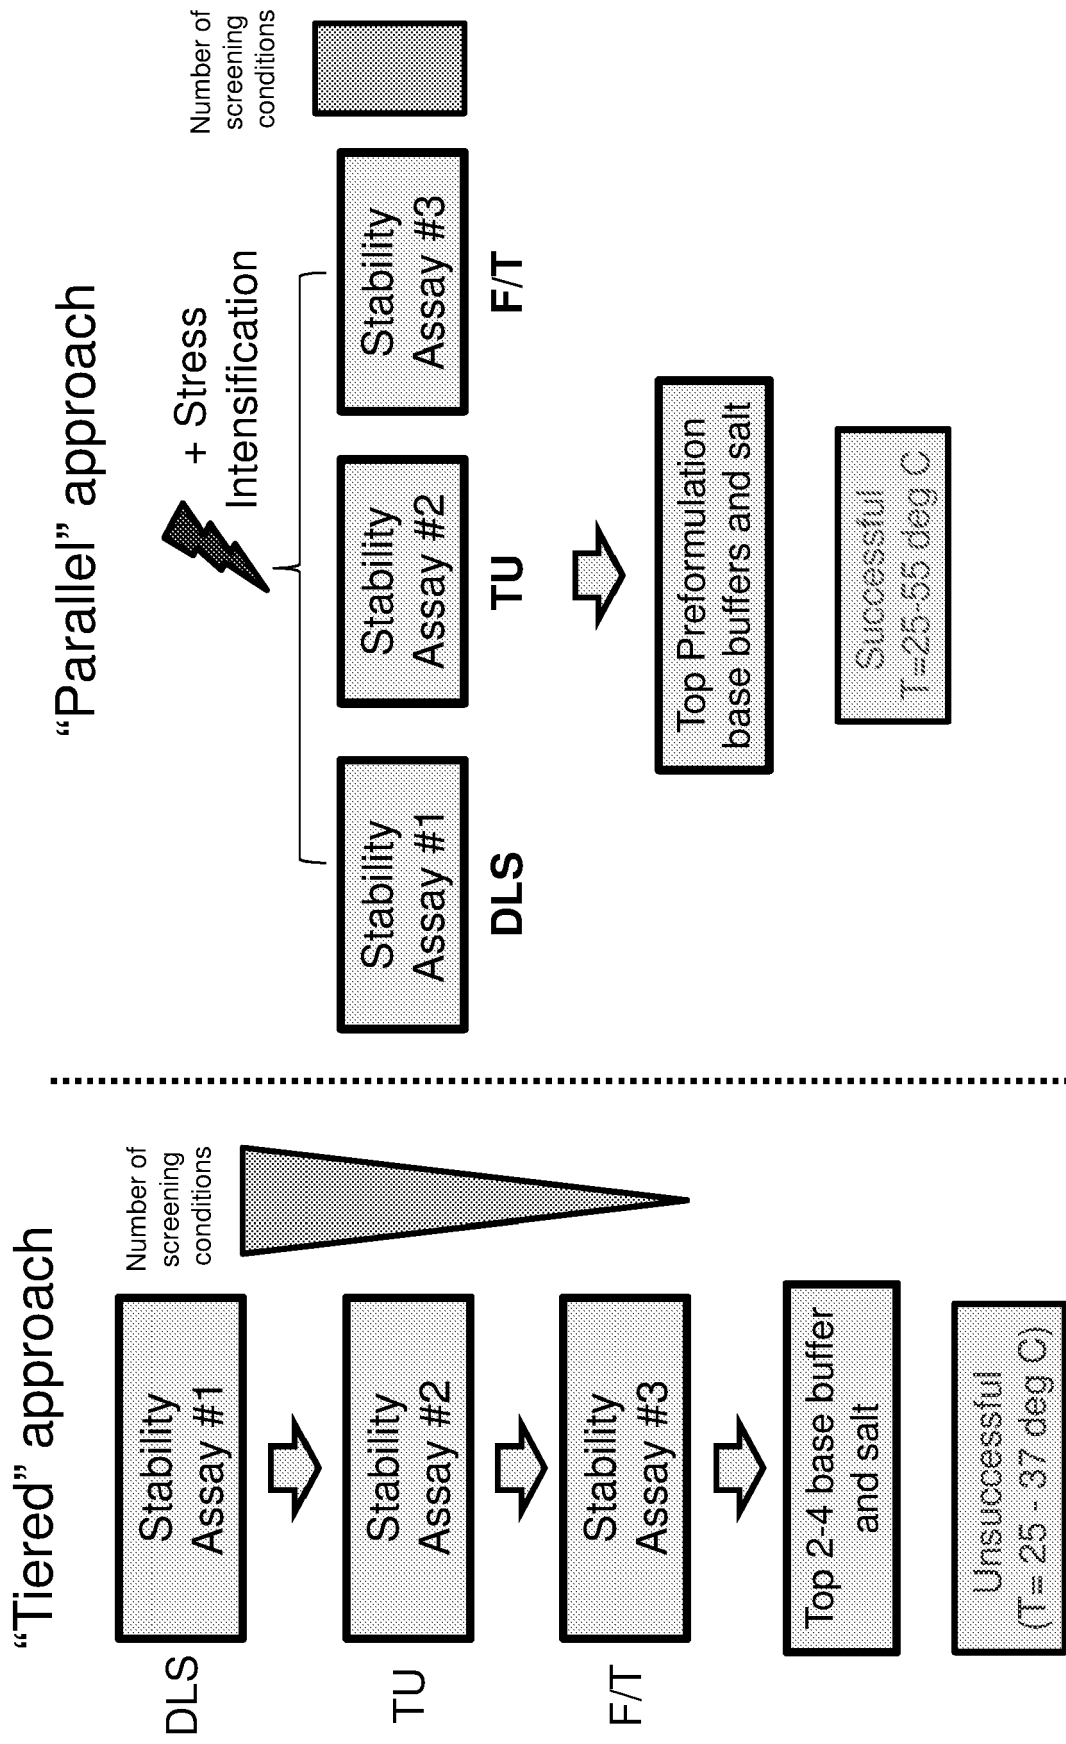 “Tiered” approach
Number of
screening
conditions
DLS
Stability
Assay #1
TU
Stability
Assay #2
F/T
Stability
Assay #3
Top 2-4 base buffer
and salt
Unsuccessful
(T= 25 - 37 deg C)
“Parallel” approach
+ Stress
Intensification
Number of
screening
conditions
Stability
Assay #1
DLS
Stability
Assay #2
TU
Stability
Assay #3
F/T
Top Preformulation
base buffers and salt
Successful
T=25-55 deg C